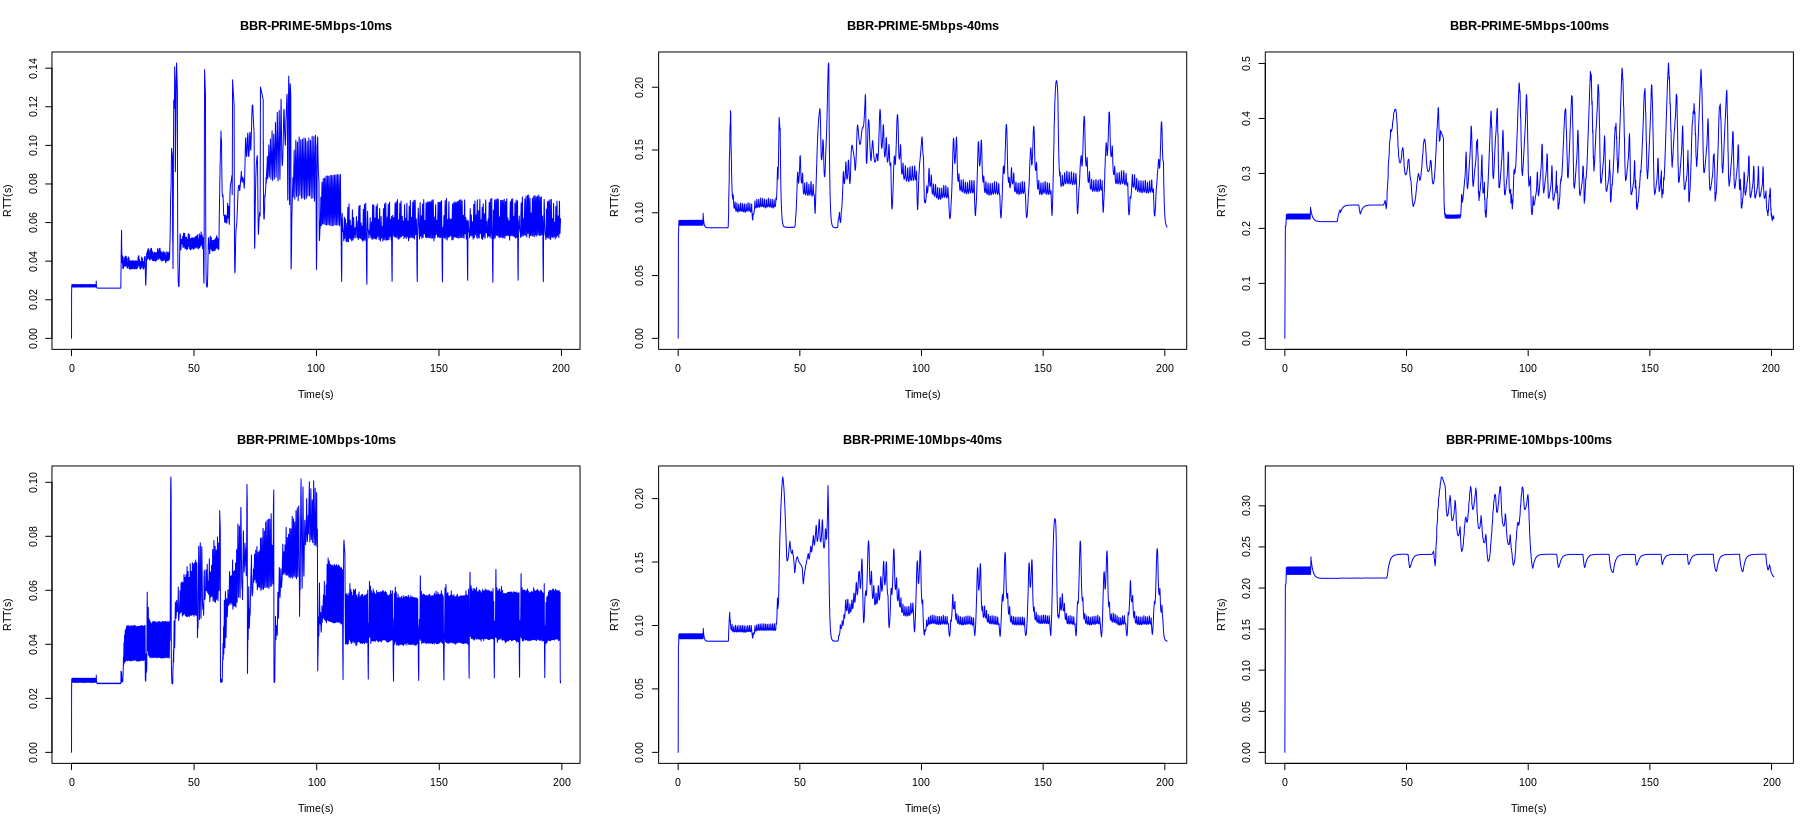 BBR-PRIME-5Mbps-10ms
RTT(s)
0.00 0.02 0.04 0.06 0.08 0.10 0.12 0.14
0 50 100 150 200
Time(s)
BBR-PRIME-5Mbps-40ms
RTT(s)
0.00 0.05 0.10 0.15 0.20
0 50 100 150 200
Time(s)
BBR-PRIME-5Mbps-100ms
RTT(s)
0.0 0.1 0.2 0.3 0.4 0.5
0 50 100 150 200
Time(s)
BBR-PRIME-10Mbps-10ms
RTT(s)
0.00 0.02 0.04 0.06 0.08 0.10
0 50 100 150 200
Time(s)
BBR-PRIME-10Mbps-40ms
RTT(s)
0.00 0.05 0.10 0.15 0.20
0 50 100 150 200
Time(s)
BBR-PRIME-10Mbps-100ms
RTT(s)
0.00 0.05 0.10 0.15 0.20 0.25 0.30
0 50 100 150 200
Time(s)